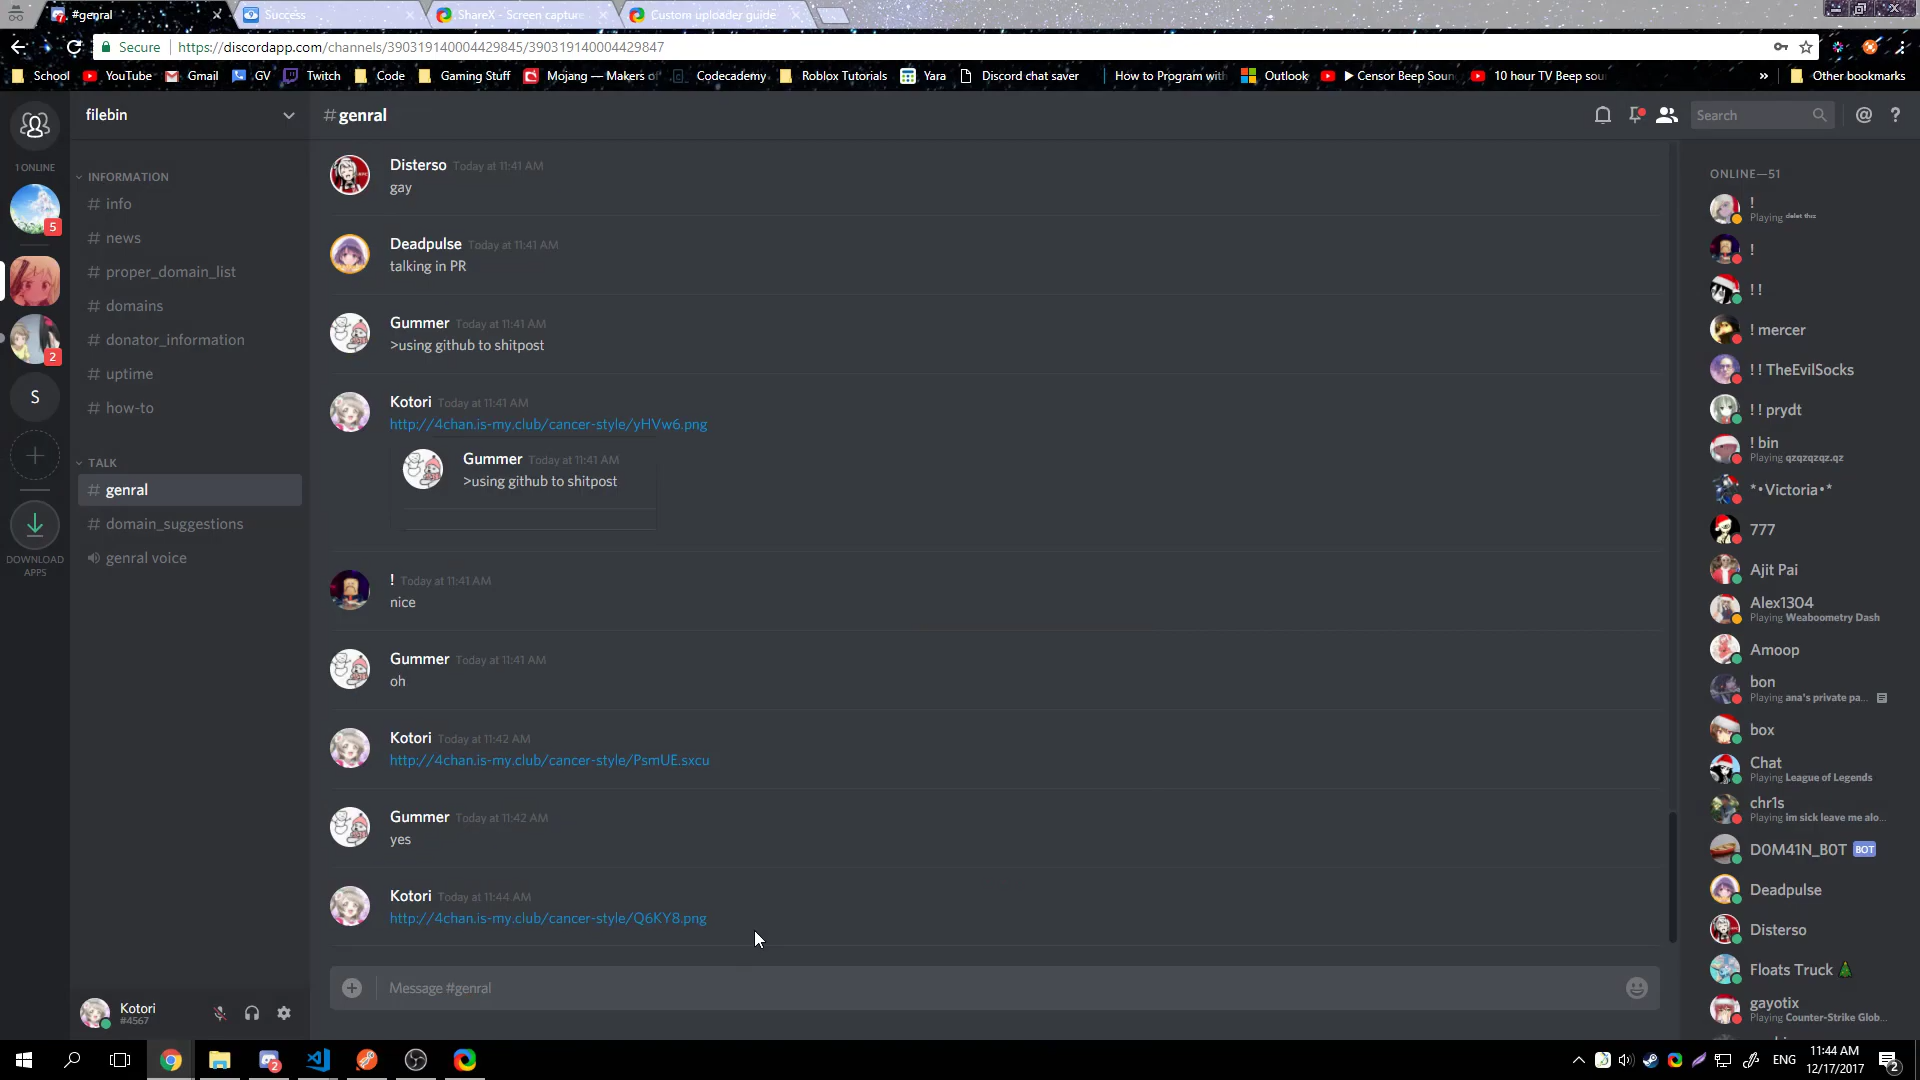 #genral
Success
ShareX - Screen capture
Custom uploader guide
Secure
https://discordapp.com/channels/390319140004429845/390319140004429847
School
YouTube
Gmail
GV
Twitch
Code
Gaming Stuff
Mojang — Makers of
Codecademy
Roblox Tutorials
Yara
Discord chat saver
How to Program with
Outlook
▶ Censor Beep Soun
10 hour TV Beep sou
»
Other bookmarks
1 ONLINE
5
2
S
DOWNLOAD
APPS
filebin
INFORMATION
# info
# news
# proper_domain_list
# domains
# donator_information
# uptime
# how-to
TALK
# genral
# domain_suggestions
genral voice
Kotori
#4567
# genral
Search
@
?
Disterso Today at 11:41 AM
gay
Deadpulse Today at 11:41 AM
talking in PR
Gummer Today at 11:41 AM
>using github to shitpost
Kotori Today at 11:41 AM
http://4chan.is-my.club/cancer-style/yHVw6.png
Gummer Today at 11:41 AM
>using github to shitpost
! Today at 11:41 AM
nice
Gummer Today at 11:41 AM
oh
Kotori Today at 11:42 AM
http://4chan.is-my.club/cancer-style/PsmUE.sxcu
Gummer Today at 11:42 AM
yes
Kotori Today at 11:44 AM
http://4chan.is-my.club/cancer-style/Q6KY8.png
Message #genral
ONLINE—51
!
Playing ᵈᵉˡᵉᵗ ᵗʰᶦˢ
!
! !
! mercer
! ! TheEvilSocks
! ! prydt
! bin
Playing qzqzqzqz.qz
*•Victoria•*
777
Ajit Pai
Alex1304
Playing Weaboometry Dash
Amoop
bon
Playing ana's private pa...
box
Chat
Playing League of Legends
chr1s
Playing im sick leave me alo...
D0M41N_B0T BOT
Deadpulse
Disterso
Floats Truck 🎄
gayotix
Playing Counter-Strike Glob...
2
ENG
11:44 AM
12/17/2017
2